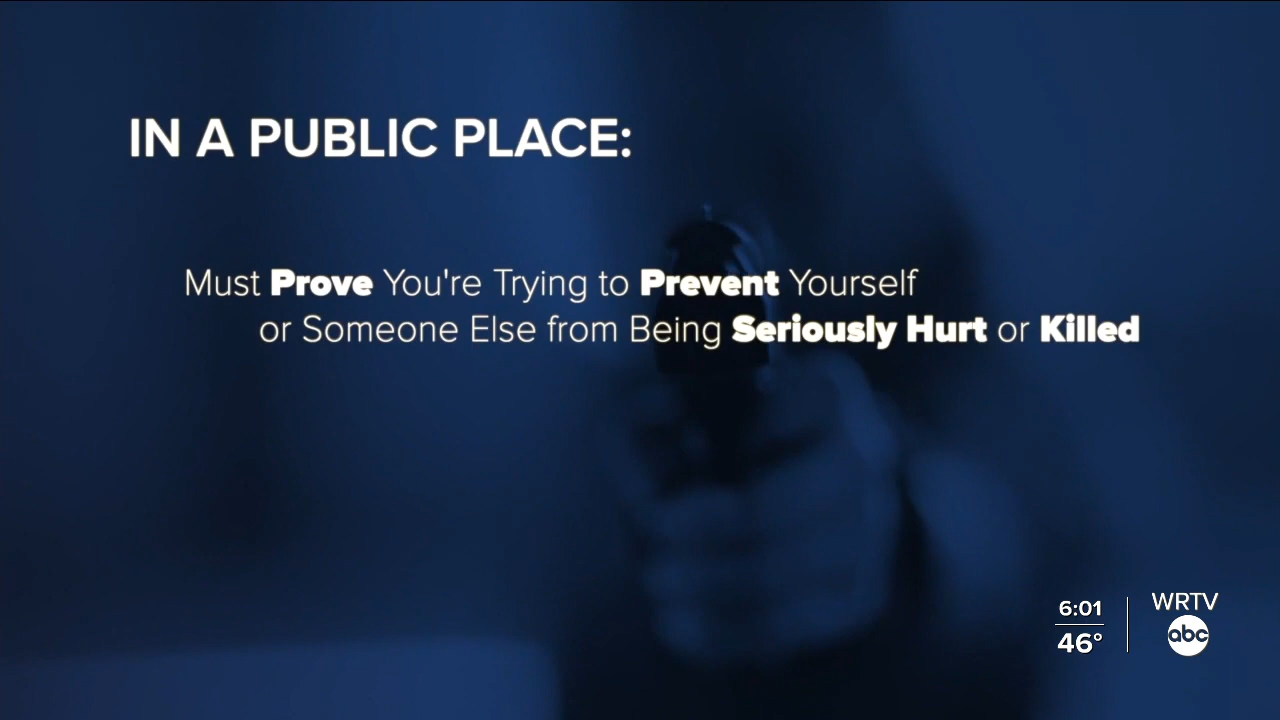 IN A PUBLIC PLACE:
Must Prove You're Trying to Prevent Yourself
or Someone Else from Being Seriously Hurt or Killed
6:01
46°
WRTV
abc